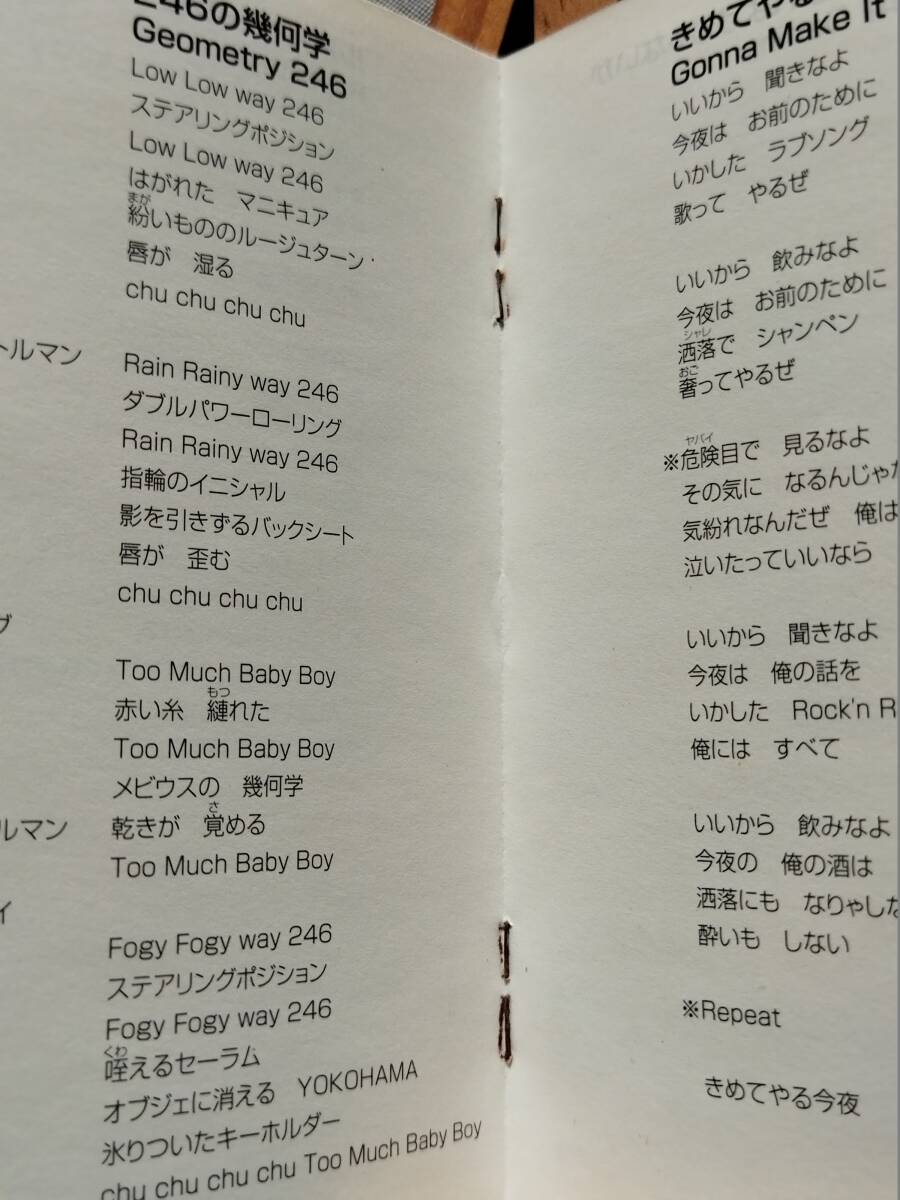 246の幾何学
Geometry 246
Low Low way 246
ステアリングポジション
Low Low way 246
はがれた　マニキュア
紛いもののルージュターン・
唇が　湿る
chu chu chu chu
Rain Rainy way 246
ダブルパワーローリング
Rain Rainy way 246
指輪のイニシャル
影を引きずるバックシート
唇が　歪む
chu chu chu chu
Too Much Baby Boy
赤い糸　縺れた
Too Much Baby Boy
メビウスの　幾何学
乾きが　覚める
Too Much Baby Boy
Fogy Fogy way 246
ステアリングポジション
Fogy Fogy way 246
咥えるセーラム
オブジェに消える　YOKOHAMA
氷りついたキーホルダー
chu chu chu chu Too Much Baby Boy
トルマン
ブ
ルマン
ィ
きめてやる
Gonna Make It
いいから　聞きなよ
今夜は　お前のために
いかした　ラブソング
歌って　やるぜ
いいから　飲みなよ
今夜は　お前のために
洒落で　シャンペン
奢ってやるぜ
※危険目で　見るなよ
その気に　なるんじゃ
気紛れなんだぜ　俺は
泣いたっていいなら
いいから　聞きなよ
今夜は　俺の話を
いかした　Rock'n R
俺には　すべて
いいから　飲みなよ
今夜の　俺の酒は
洒落にも　なりゃし
酔いも　しない
※Repeat
きめてやる今夜